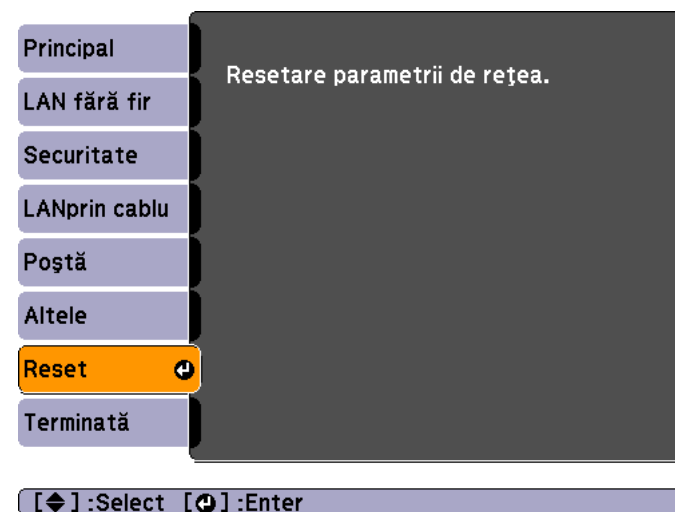 Principal
LAN fără fir
Securitate
LANprin cablu
Poştă
Altele
Reset
Terminată
Resetare parametrii de reţea.
[◆] :Select [⏎] :Enter